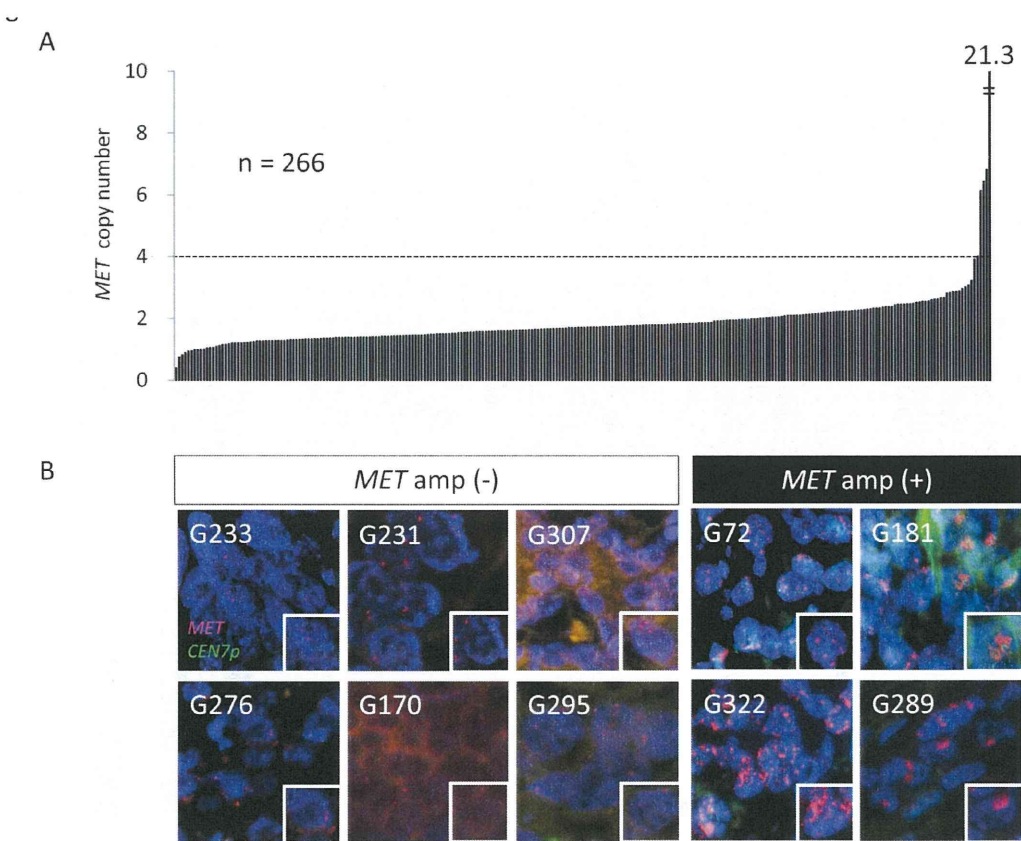 A
21.3
10
8
6
4
2
0
MET copy number
n = 266
B
MET amp (-)
MET amp (+)
G233
G231
G307
G72
G181
MET
CEN7p
G276
G170
G295
G322
G289